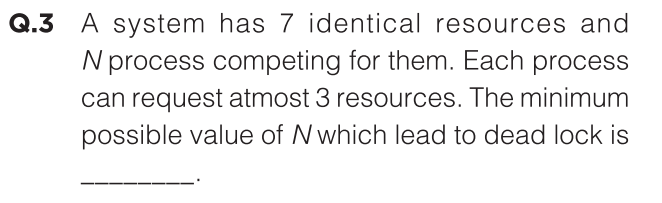 Q.3 A system has 7 identical resources and
N process competing for them. Each process
can request atmost 3 resources. The minimum
possible value of N which lead to dead lock is
________.